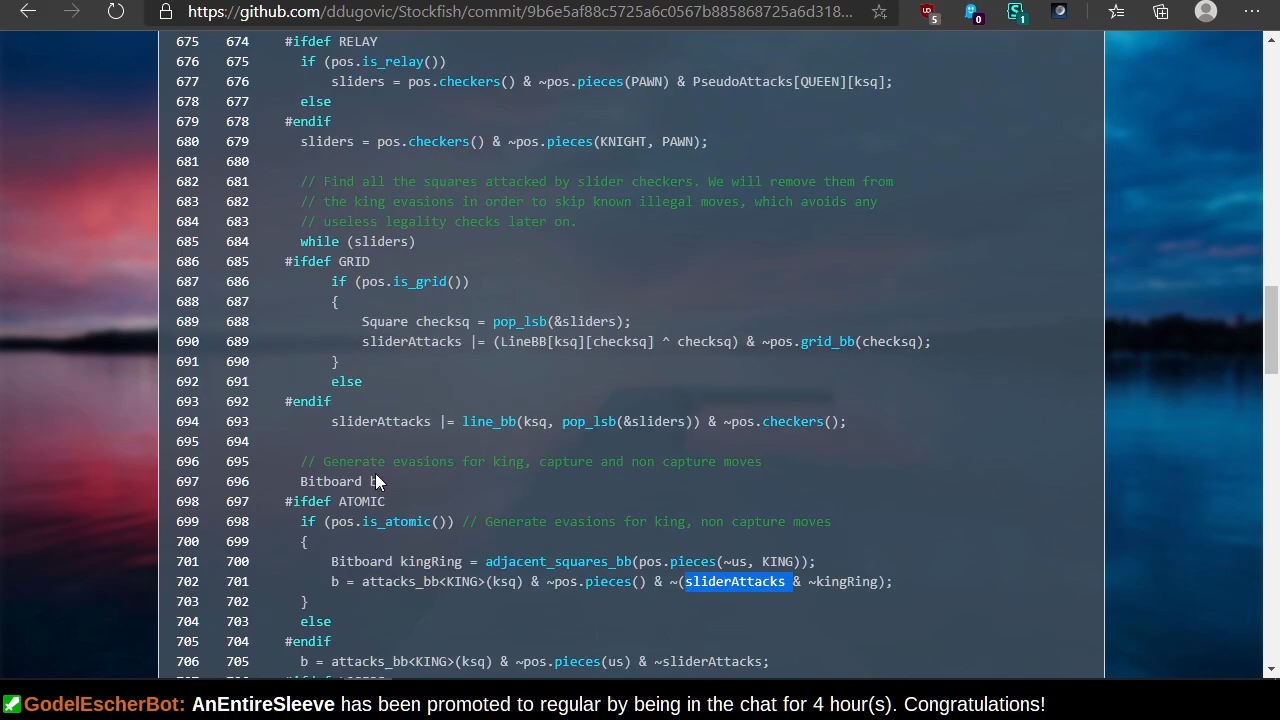 https://github.com/ddugovic/Stockfish/commit/9b6e5af88c5725a6c0567b885868725a6d318...
5
0
1
675 674 #ifdef RELAY
676 675 if (pos.is_relay())
677 676 sliders = pos.checkers() & ~pos.pieces(PAWN) & PseudoAttacks[QUEEN][ksq];
678 677 else
679 678 #endif
680 679 sliders = pos.checkers() & ~pos.pieces(KNIGHT, PAWN);
681 680
682 681 // Find all the squares attacked by slider checkers. We will remove them from
683 682 // the king evasions in order to skip known illegal moves, which avoids any
684 683 // useless legality checks later on.
685 684 while (sliders)
686 685 #ifdef GRID
687 686 if (pos.is_grid())
688 687 {
689 688 Square checksq = pop_lsb(&sliders);
690 689 sliderAttacks |= (LineBB[ksq][checksq] ^ checksq) & ~pos.grid_bb(checksq);
691 690 }
692 691 else
693 692 #endif
694 693 sliderAttacks |= line_bb(ksq, pop_lsb(&sliders)) & ~pos.checkers();
695 694
696 695 // Generate evasions for king, capture and non capture moves
697 696 Bitboard
698 697 #ifdef ATOMIC
699 698 if (pos.is_atomic()) // Generate evasions for king, non capture moves
700 699 {
701 700 Bitboard kingRing = adjacent_squares_bb(pos.pieces(~us, KING));
702 701 b = attacks_bb<KING>(ksq) & ~pos.pieces() & ~(sliderAttacks & ~kingRing);
703 702 }
704 703 else
705 704 #endif
706 705 b = attacks_bb<KING>(ksq) & ~pos.pieces(us) & ~sliderAttacks;
GodelEscherBot: AnEntireSleeve has been promoted to regular by being in the chat for 4 hour(s). Congratulations!